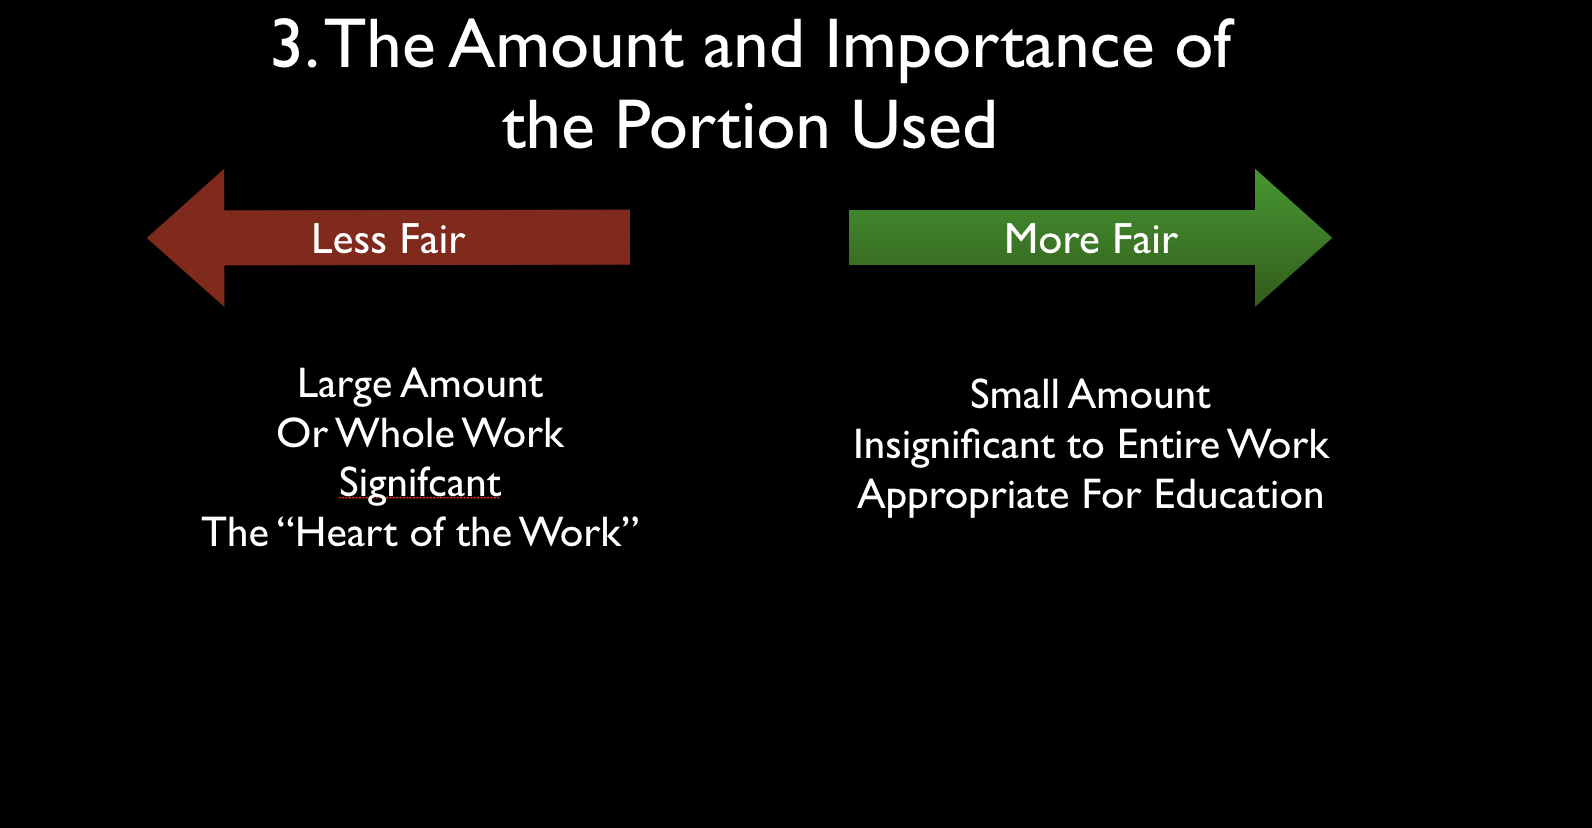 3. The Amount and Importance of
the Portion Used
Less Fair
More Fair
Large Amount
Or Whole Work
Signifcant
The “Heart of the Work”
Small Amount
Insignificant to Entire Work
Appropriate For Education